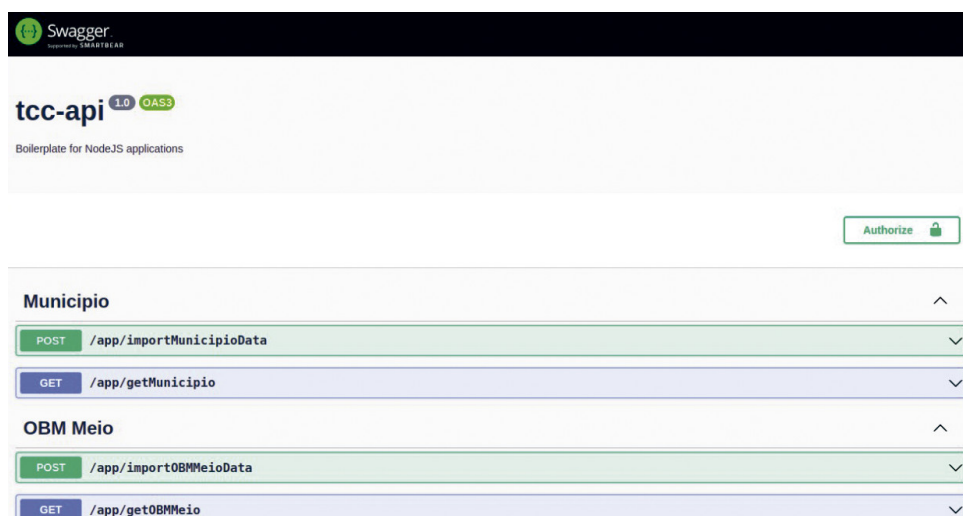 Swagger.
Supported by SMARTBEAR
tcc-api 1.0 OAS3
Boilerplate for NodeJS applications
Authorize
Municipio
POST /app/importMunicipioData
GET /app/getMunicipio
OBM Meio
POST /app/importOBMMeioData
GET /app/getOBMMeio